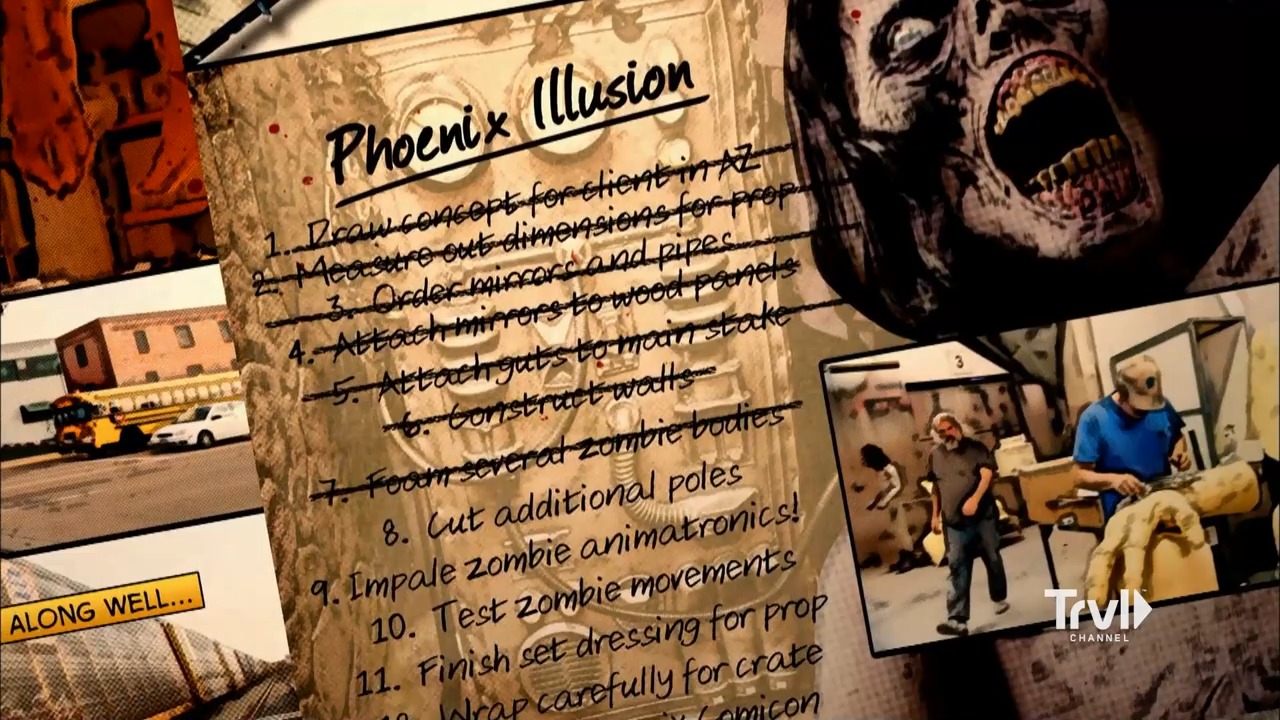 Phoenix Illusion
1. Draw concept for client in AZ
2. Measure out dimensions for prop
3. Order mirrors and pipes
4. Attach mirrors to wood panels
5. Attach guts to main stake
6. Construct walls
7. Foam several zombie bodies
8. Cut additional poles
9. Impale zombie animatronics!
10. Test zombie movements
11. Finish set dressing for prop
Wrap carefully for crate
Comicon
3
ALONG WELL...
Trvl
CHANNEL